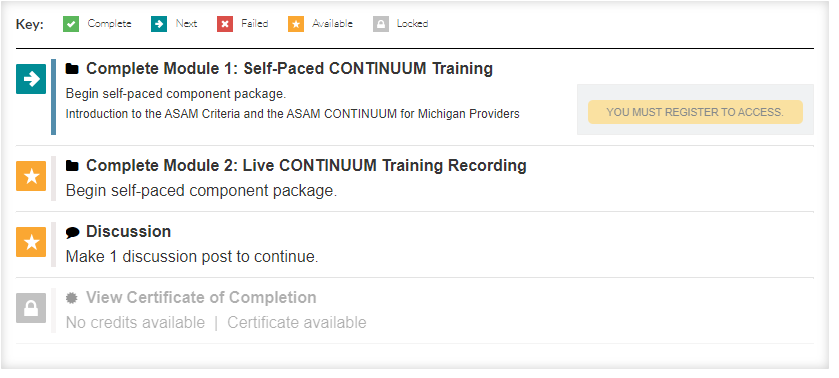 Key: Complete Next Failed Available Locked
Complete Module 1: Self-Paced CONTINUUM Training
Begin self-paced component package.
Introduction to the ASAM Criteria and the ASAM CONTINUUM for Michigan Providers
YOU MUST REGISTER TO ACCESS.
Complete Module 2: Live CONTINUUM Training Recording
Begin self-paced component package.
Discussion
Make 1 discussion post to continue.
View Certificate of Completion
No credits available | Certificate available